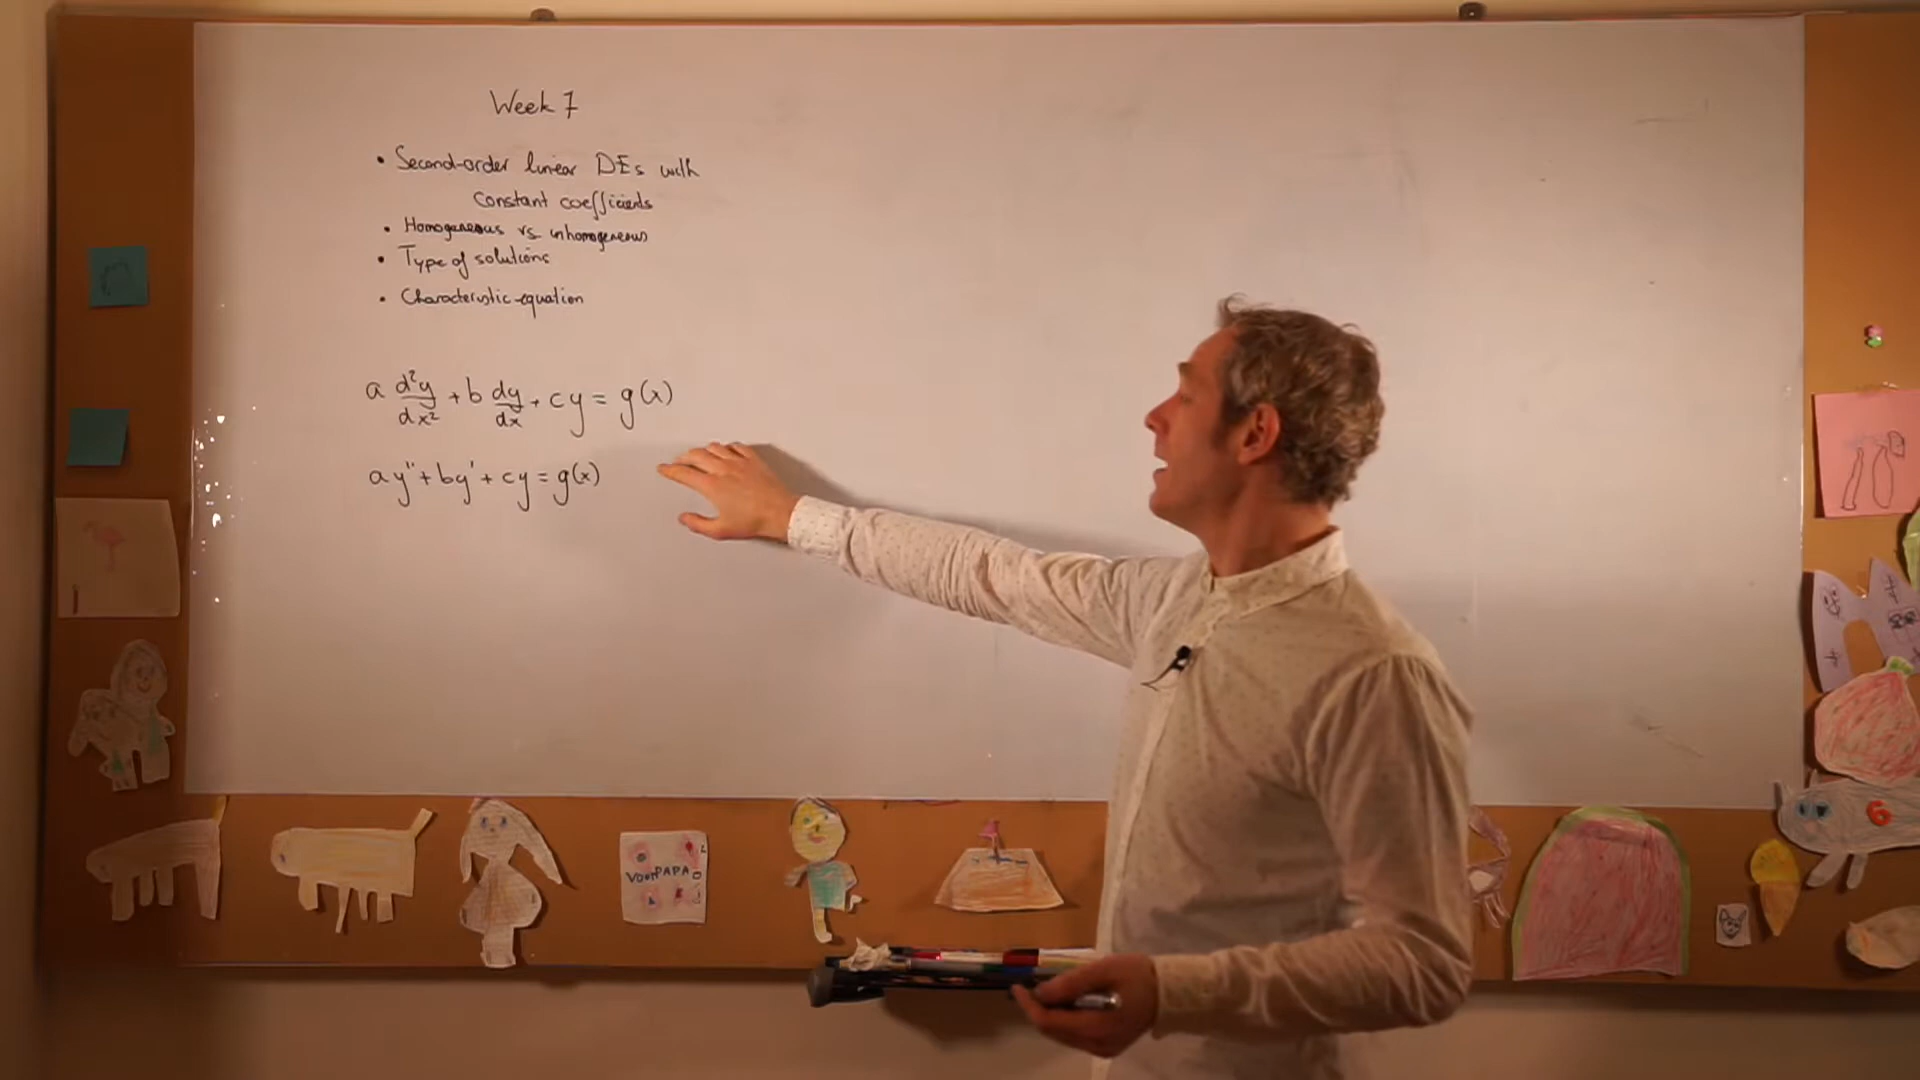 Week 7
• Second-order linear DEs with
constant coefficients
• Homogeneous vs inhomogeneous
• Type of solutions
• Characteristic equation
a d²y/dx² + b dy/dx + cy = g(x)
ay'' + by' + cy = g(x)
VOOR PAPA
6